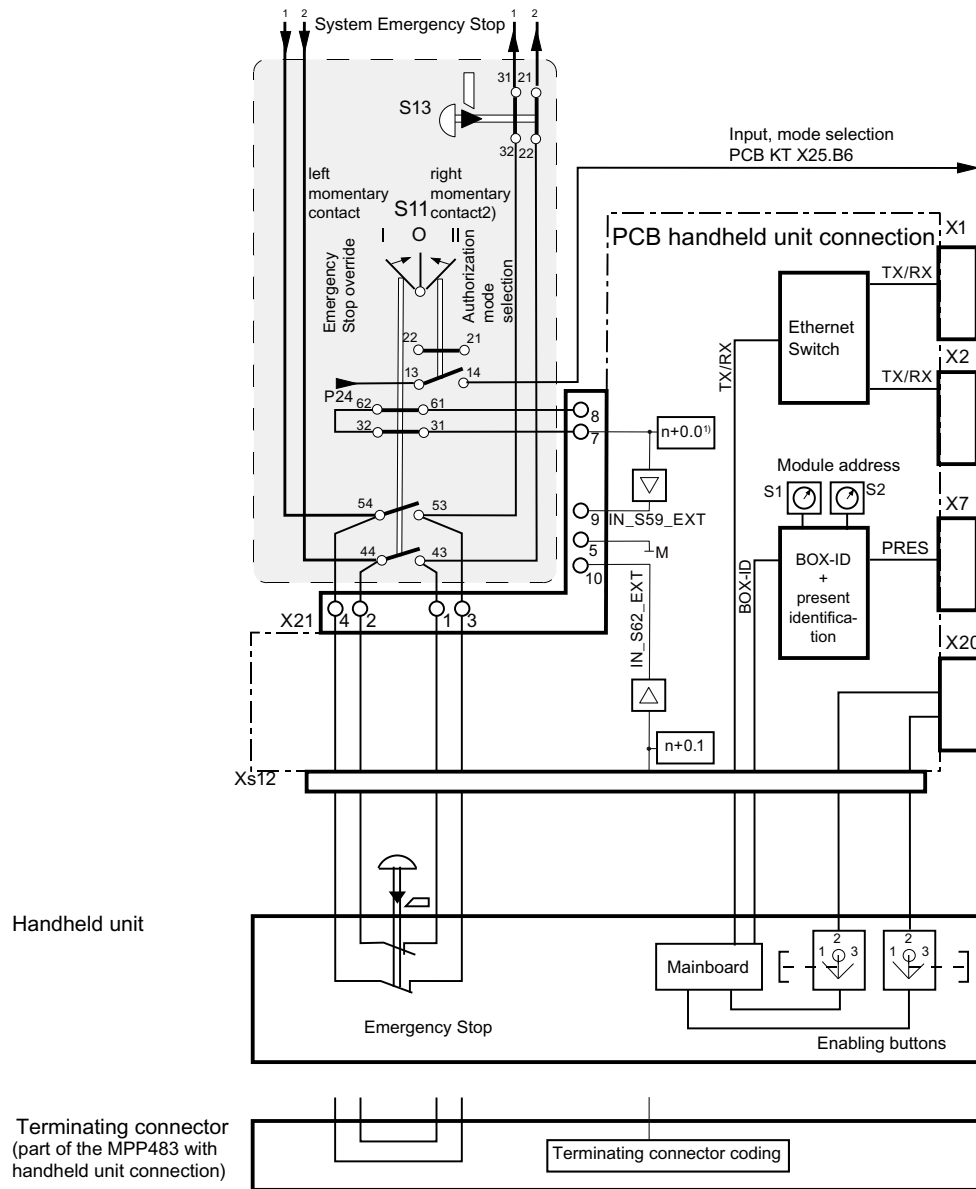 1 2 System Emergency Stop 1 2
31 21
S13
32 22
Input, mode selection
PCB KT X25.B6
left
momentary
contact
right
momentary
contact2)
S11
I O II
Emergency
Stop override
Authorization
mode
selection
22 21
13 14
P24
62 61
32 31
54 53
44 43
8
7
9 IN_S59_EXT
5 M
10
n+0.0¹⁾
IN_S62_EXT
n+0.1
X21 4 2 1 3
PCB handheld unit connection
X1
TX/RX
Ethernet
Switch
X2
TX/RX
TX/RX
Module address
S1 S2
X7
BOX-ID
+
present
identifica-
tion
PRES
BOX-ID
X20
Xs12
Handheld unit
Emergency Stop
Mainboard
1 2 3
1 2 3
Enabling buttons
Terminating connector
(part of the MPP483 with
handheld unit connection)
Terminating connector coding